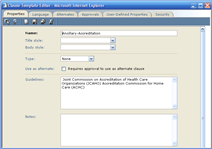 Clause Template Editor - Microsoft Internet Explorer
Properties Language Alternates Approvals User-Defined Properties Security
Name: Ancillary-Accreditation
Title style:
Body style:
Type: None
Use as alternate: Requires approval to use as alternate clause
Guidelines: Joint Commission on Accreditation of Health Care
Organizations (JCAHO) Accreditation Commission for Home
Care (ACHC)
Notes: